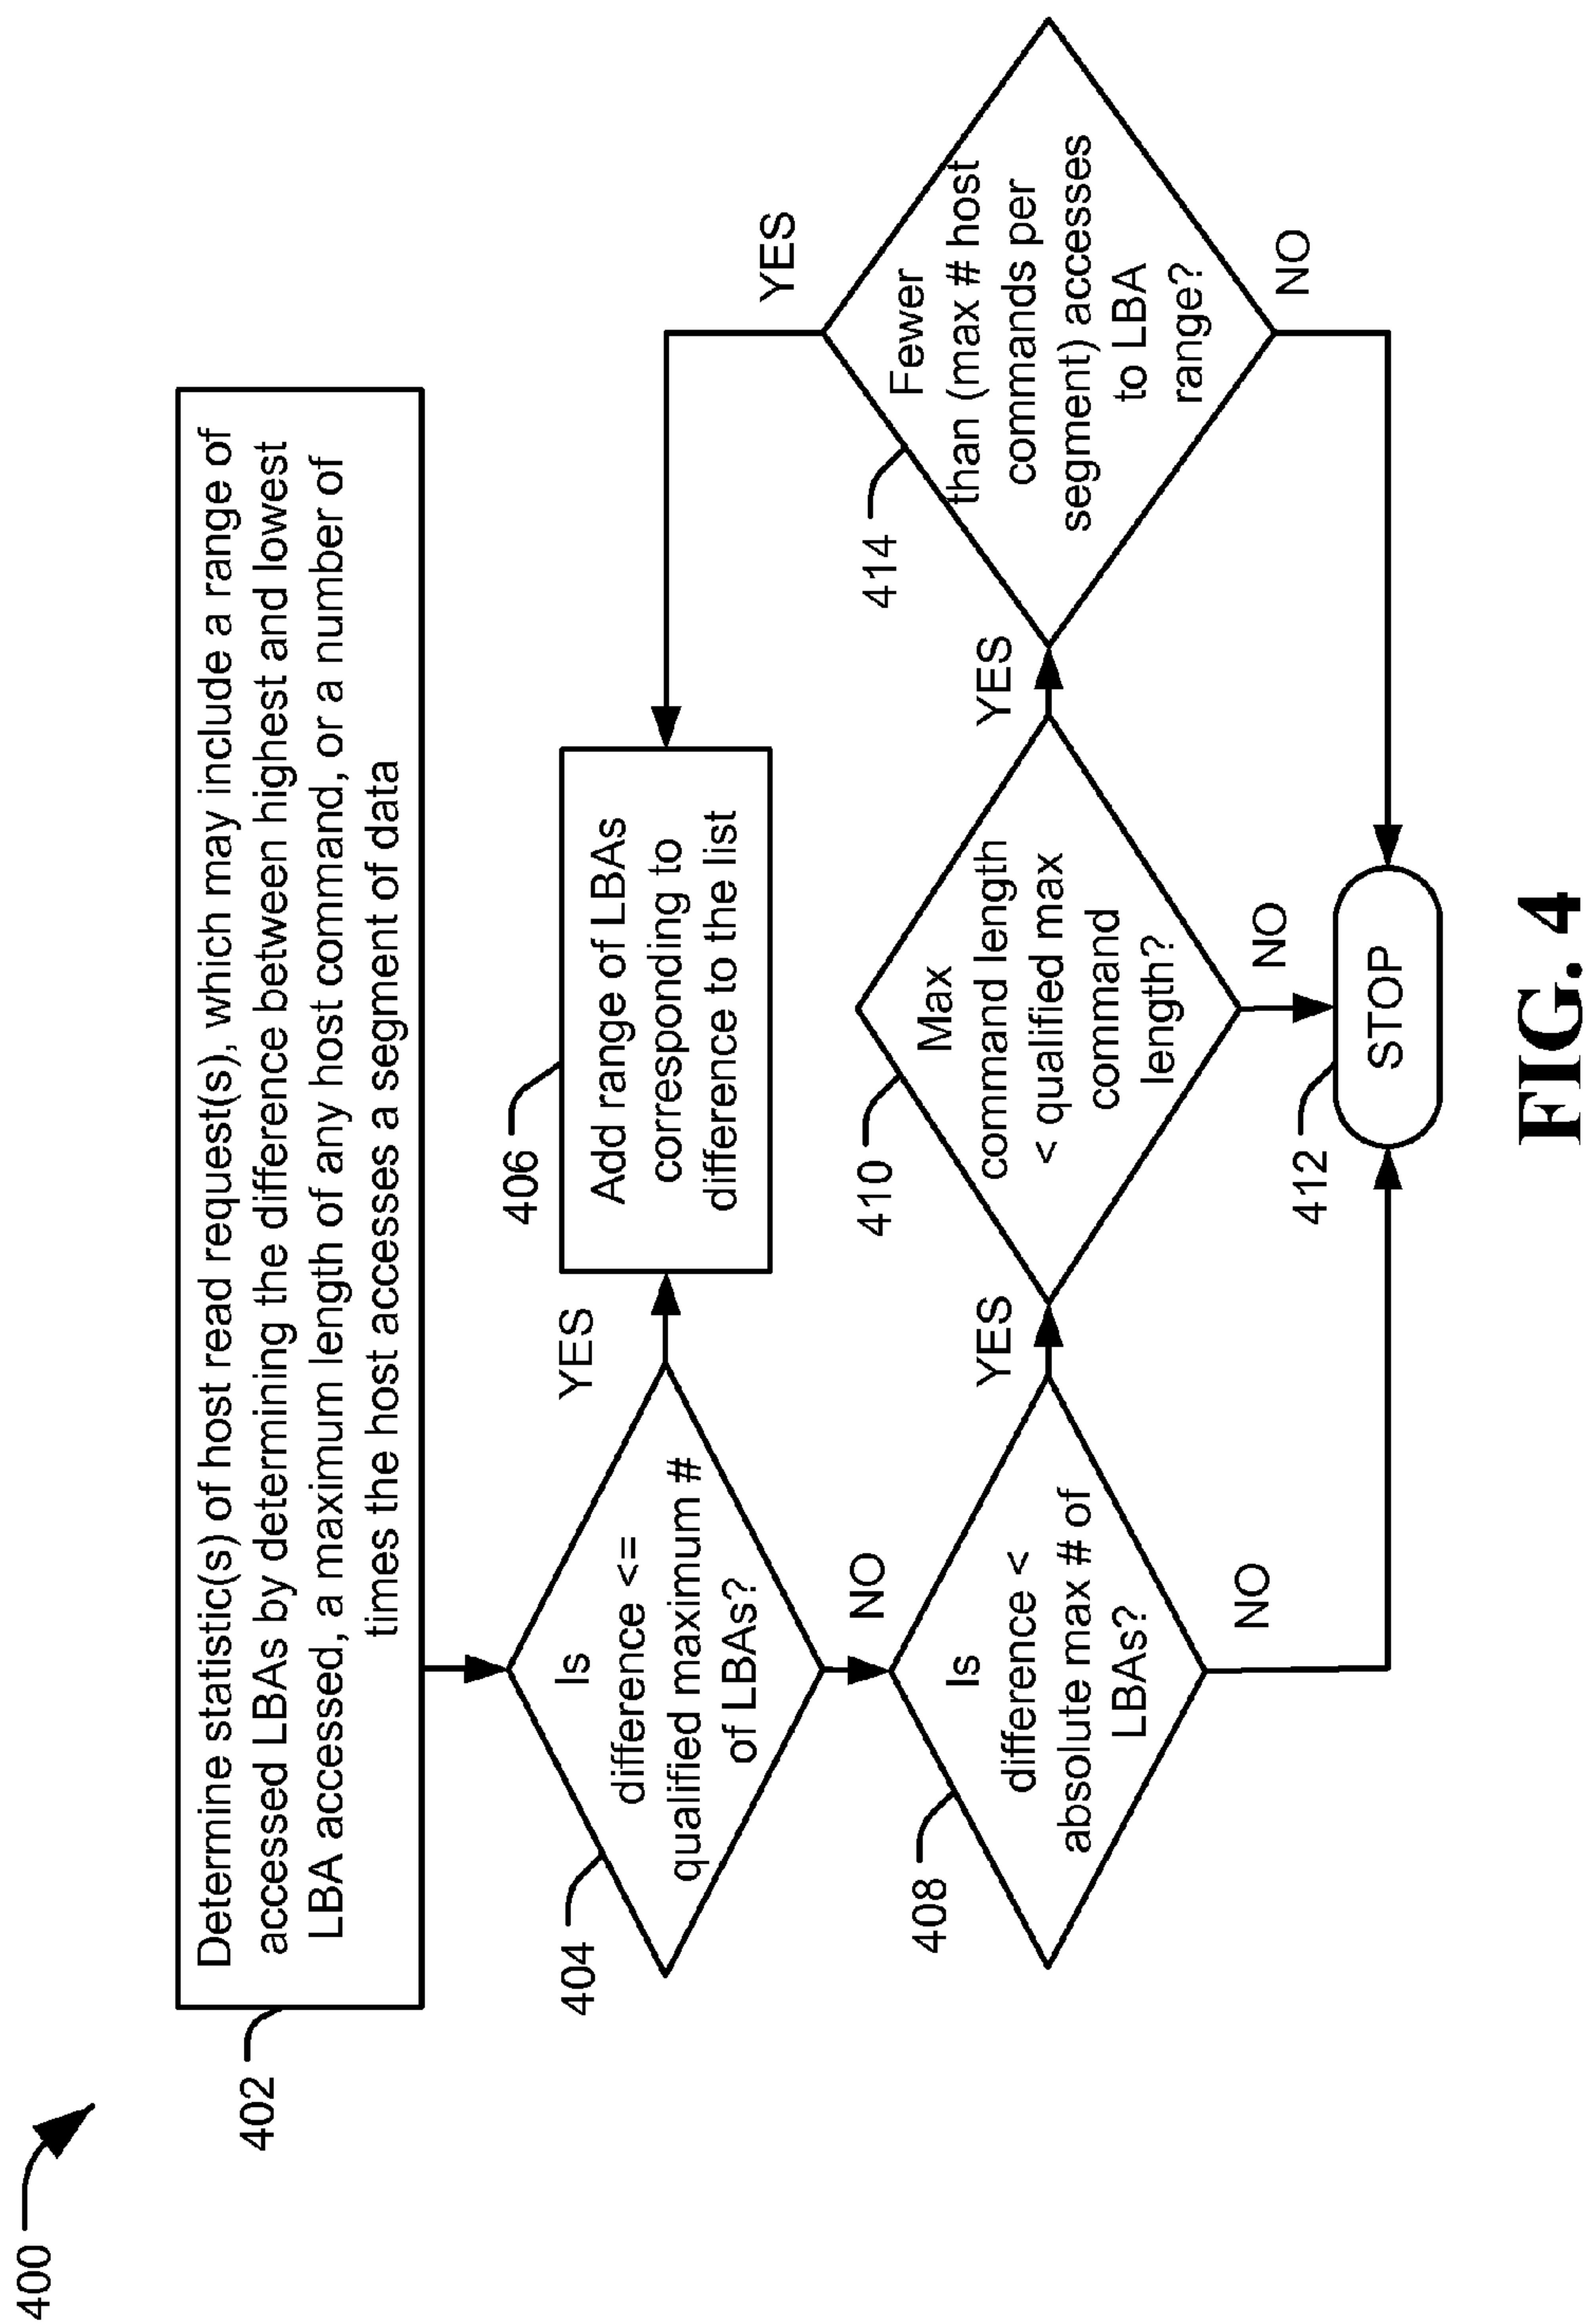 400
402
Determine statistic(s) of host read request(s), which may include a range of
accessed LBAs by determining the difference between highest and lowest
LBA accessed, a maximum length of any host command, or a number of
times the host accesses a segment of data
404
Is
difference <=
qualified maximum #
of LBAs?
YES
406
Add range of LBAs
corresponding to
difference to the list
NO
408
Is
difference <
absolute max # of
LBAs?
YES
NO
410
Max
command length
< qualified max
command
length?
YES
NO
414
Fewer
than (max # host
commands per
segment) accesses
to LBA
range?
YES
NO
412
STOP
FIG. 4